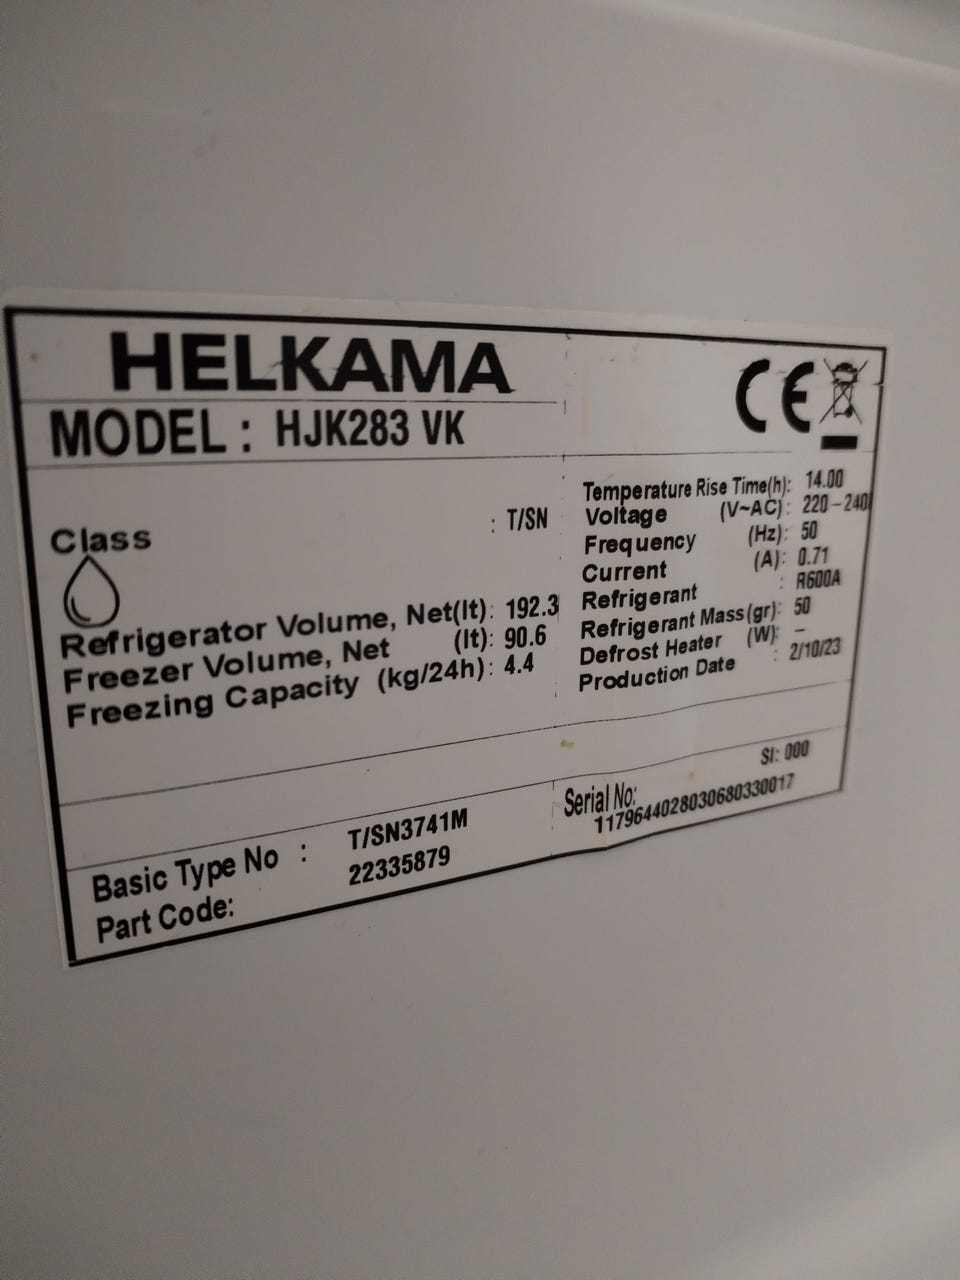 HELKAMA
CE
MODEL : HJK283 VK
Class : T/SN
Refrigerator Volume, Net(lt): 192.3
Freezer Volume, Net (lt): 90.6
Freezing Capacity (kg/24h): 4.4
Temperature Rise Time(h): 14.00
Voltage (V~AC): 220-240
Frequency (Hz): 50
Current (A): 0.71
Refrigerant : R600A
Refrigerant Mass(gr): 50
Defrost Heater (W): –
Production Date : 2/10/23
SI: 000
Basic Type No : T/SN3741M
Part Code: 22335879
Serial No:
1179644028030680330017